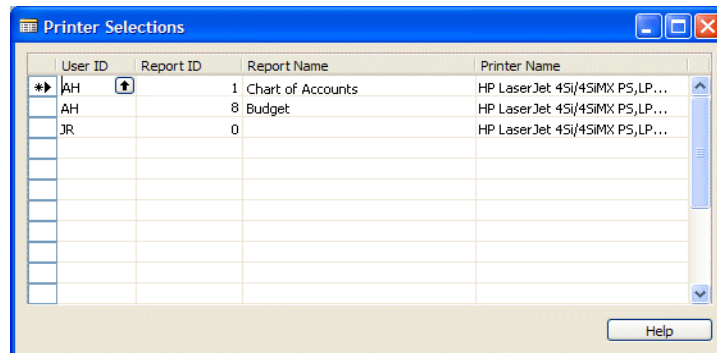 Printer Selections
User ID Report ID Report Name Printer Name
AH 1 Chart of Accounts HP LaserJet 4Si/4SiMX PS,LP...
AH 8 Budget HP LaserJet 4Si/4SiMX PS,LP...
JR 0 HP LaserJet 4Si/4SiMX PS,LP...
Help